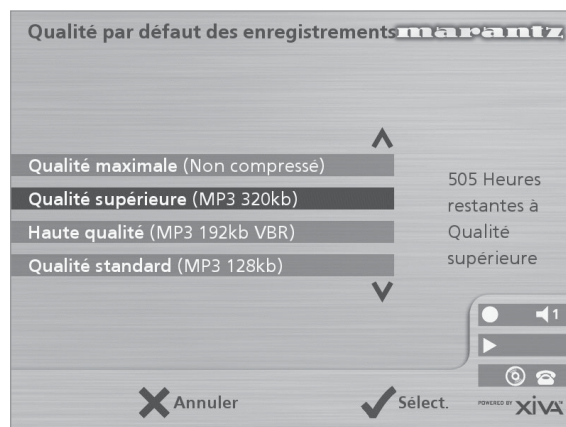 Qualité par défaut des enregistrements marantz
Qualité maximale (Non compressé)
Qualité supérieure (MP3 320kb)
Haute qualité (MP3 192kb VBR)
Qualité standard (MP3 128kb)
505 Heures
restantes à
Qualité
supérieure
1
Annuler
Sélect.
POWERED BY XiVA™